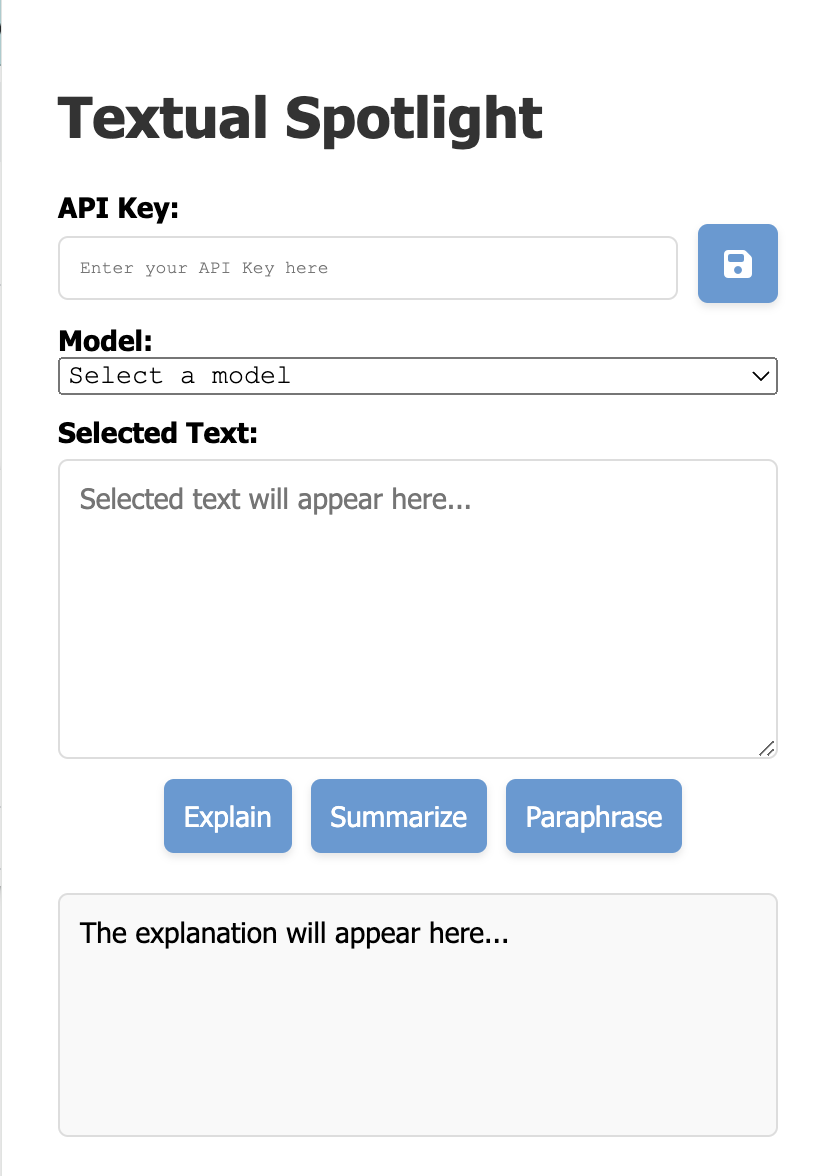 Textual Spotlight
API Key:
Enter your API Key here
Model:
Select a model
Selected Text:
Selected text will appear here...
Explain Summarize Paraphrase
The explanation will appear here...